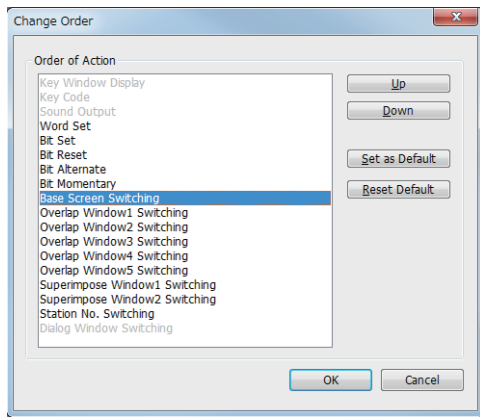 Change Order
Order of Action
Key Window Display
Key Code
Sound Output
Word Set
Bit Set
Bit Reset
Bit Alternate
Bit Momentary
Base Screen Switching
Overlap Window1 Switching
Overlap Window2 Switching
Overlap Window3 Switching
Overlap Window4 Switching
Overlap Window5 Switching
Superimpose Window1 Switching
Superimpose Window2 Switching
Station No. Switching
Dialog Window Switching
Up
Down
Set as Default
Reset Default
OK
Cancel